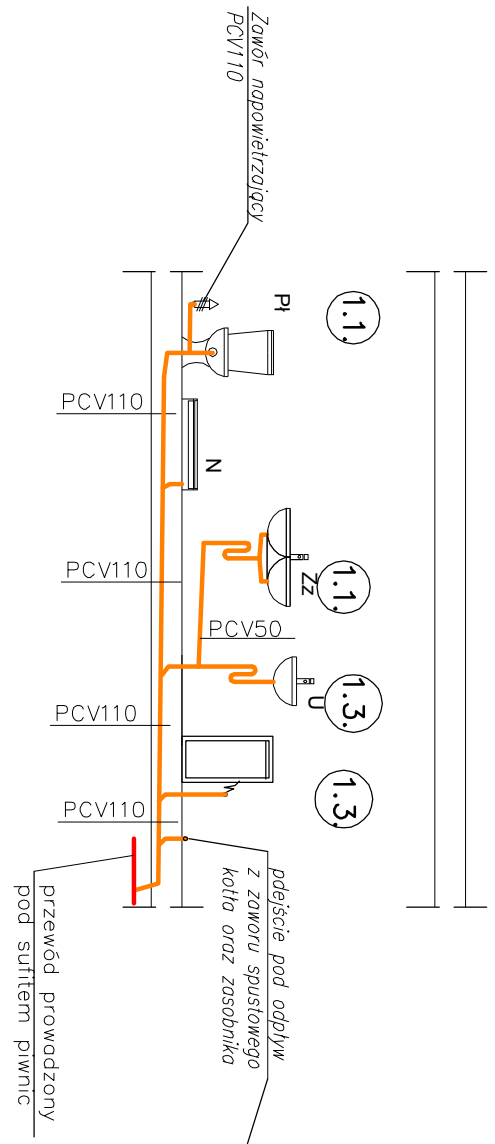 Zawór napowietrzający
PCV110
Pł
1.1.
PCV110
N
PCV110
Zz
1.1.
PCV50
U
1.3.
PCV110
1.3.
PCV110
pdejście pod odpływ
z zaworu spustowego
kotła oraz zasobnika
przewód prowadzony
pod sufitem piwnic